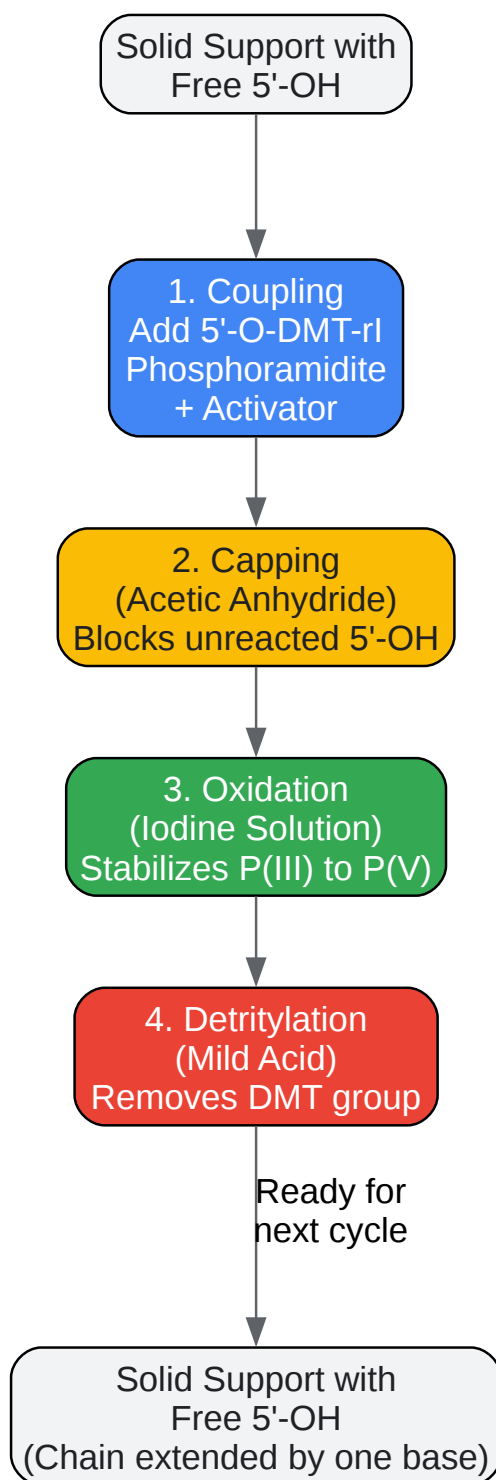 Solid Support with
Free 5'-OH
1. Coupling
Add 5'-O-DMT-rI
Phosphoramidite
+ Activator
2. Capping
(Acetic Anhydride)
Blocks unreacted 5'-OH
3. Oxidation
(Iodine Solution)
Stabilizes P(III) to P(V)
4. Detritylation
(Mild Acid)
Removes DMT group
Ready for
next cycle
Solid Support with
Free 5'-OH
(Chain extended by one base)